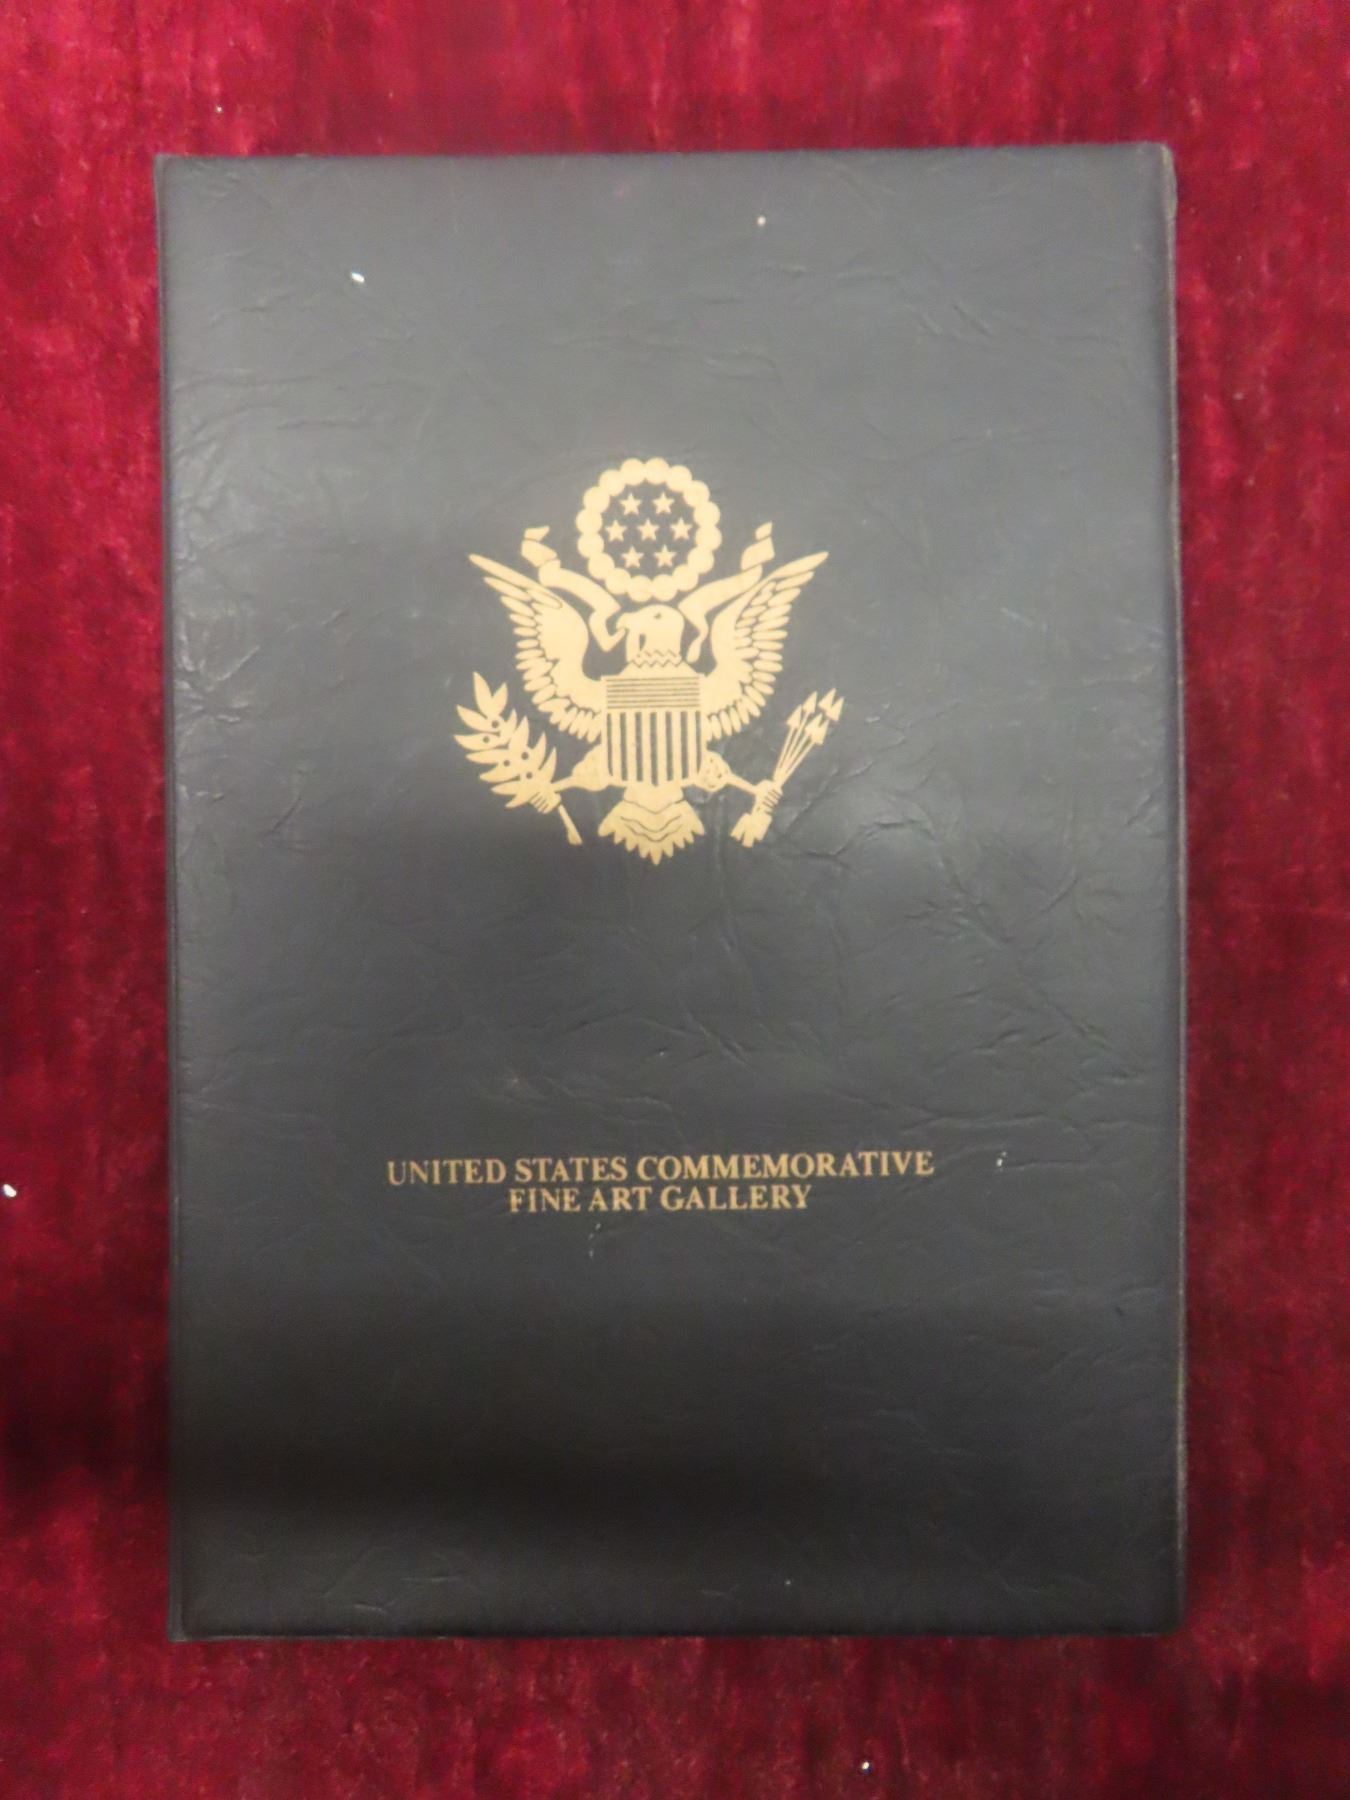 UNITED STATES COMMEMORATIVE
FINE ART GALLERY